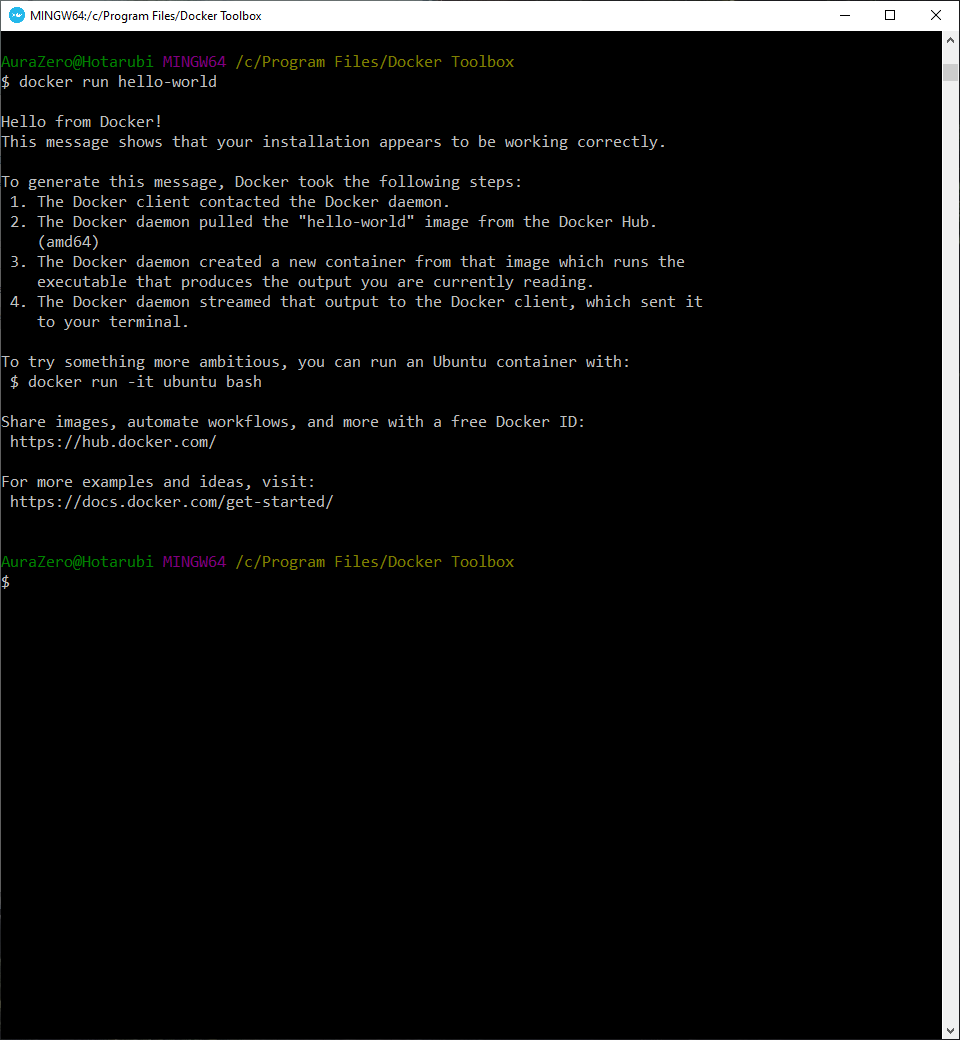 MINGW64:/c/Program Files/Docker Toolbox
AuraZero@Hotarubi MINGW64 /c/Program Files/Docker Toolbox
$ docker run hello-world
Hello from Docker!
This message shows that your installation appears to be working correctly.
To generate this message, Docker took the following steps:
1. The Docker client contacted the Docker daemon.
2. The Docker daemon pulled the "hello-world" image from the Docker Hub.
(amd64)
3. The Docker daemon created a new container from that image which runs the
executable that produces the output you are currently reading.
4. The Docker daemon streamed that output to the Docker client, which sent it
to your terminal.
To try something more ambitious, you can run an Ubuntu container with:
$ docker run -it ubuntu bash
Share images, automate workflows, and more with a free Docker ID:
https://hub.docker.com/
For more examples and ideas, visit:
https://docs.docker.com/get-started/
AuraZero@Hotarubi MINGW64 /c/Program Files/Docker Toolbox
$